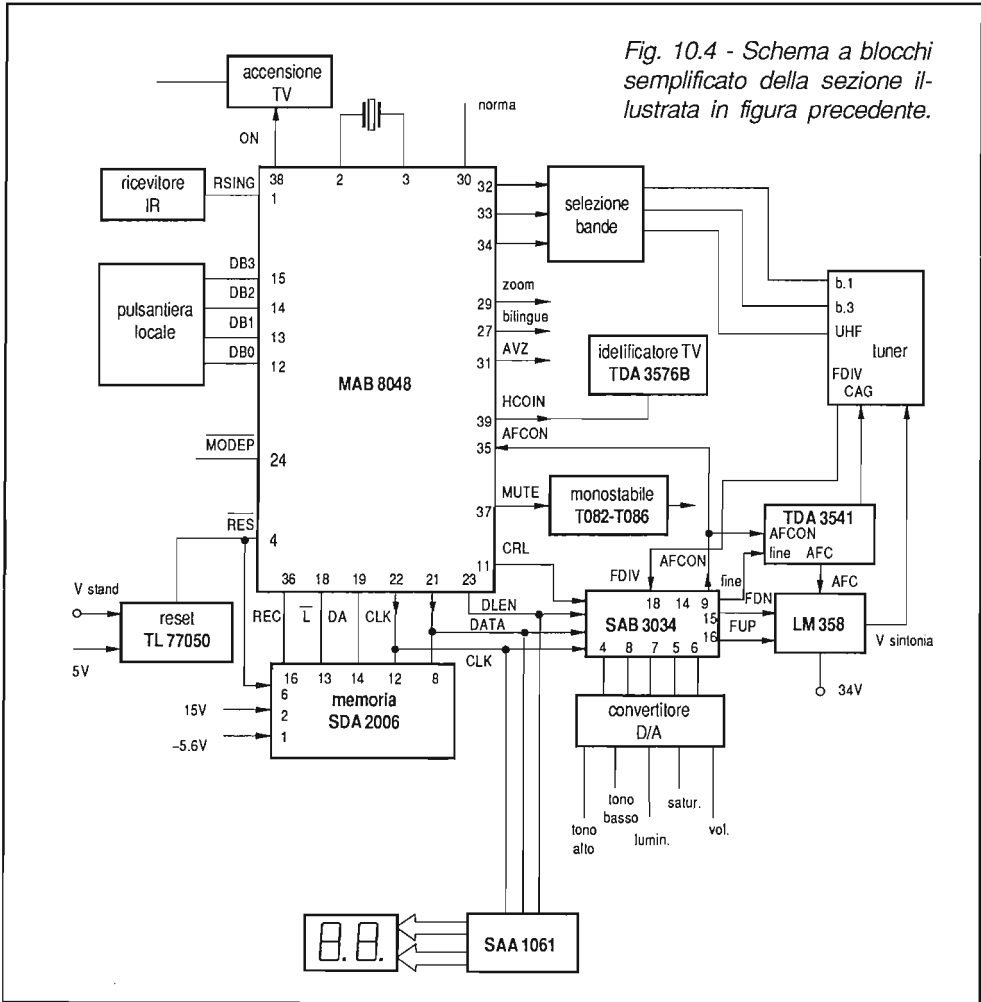 Fig. 10.4 - Schema a blocchi
semplificato della sezione il-
lustrata in figura precedente.
accensione
TV
ON
norma
38
2
3
30
ricevitore
IR
RSING
1
pulsantiera
locale
DB3
15
DB2
14
DB1
13
DB0
12
MAB 8048
MODEP
24
RES
4
32
33
34
selezione
bande
29
zoom
27
bilingue
31
AVZ
39
HCOIN
35
AFCON
37
MUTE
11
CRL
b.1
b.3
UHF
tuner
FDIV
CAG
idelificatore TV
TDA 3576B
monostabile
T082-T086
TDA 3541
AFCON
line
AFC
V stand
reset
TL 77050
5V
36
18
19
22
21
23
REC
L
DA
CLK
DLEN
DATA
CLK
16
13
14
12
8
6
2
1
memoria
SDA 2006
15V
–5.6V
FDIV
AFCON
fine
AFC
FDN
FUP
18
14
9
15
16
SAB 3034
4
8
7
5
6
LM 358
V sintonia
34V
convertitore
D/A
tono
alto
tono
basso
lumin.
satur.
vol.
8.8.
SAA 1061